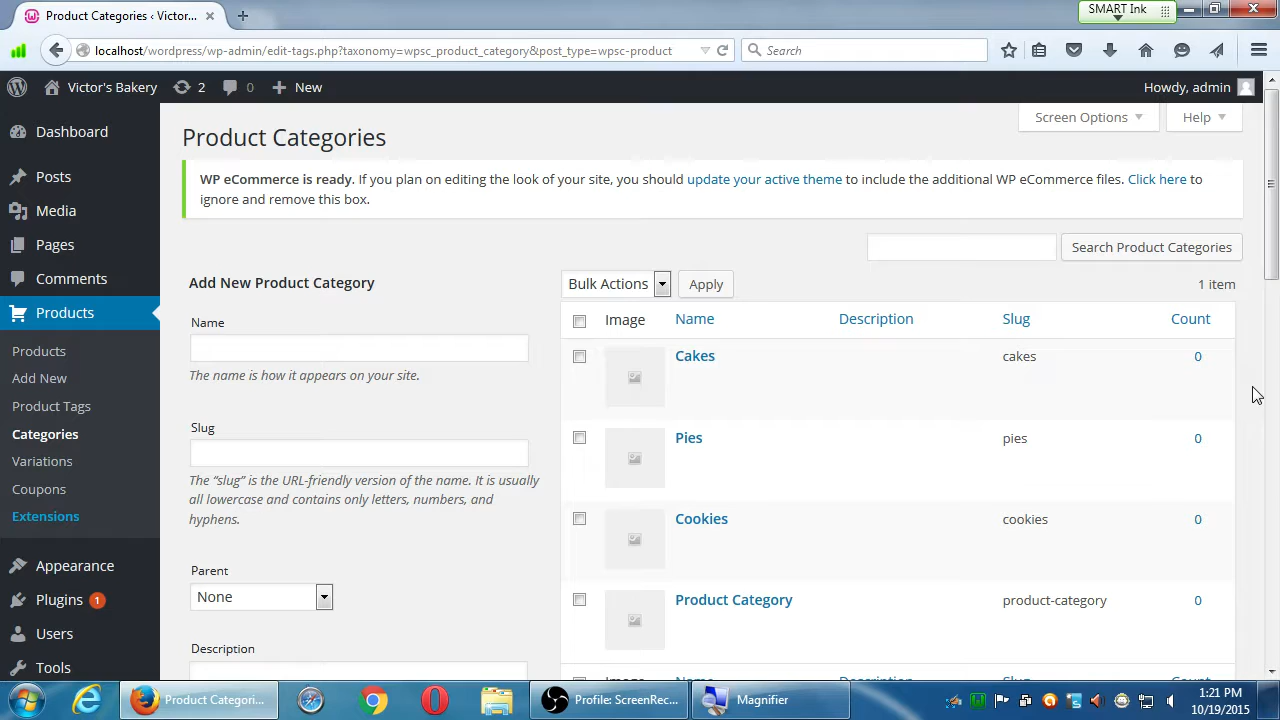 Product Categories ‹ Victor'...
SMART Ink
localhost/wordpress/wp-admin/edit-tags.php?taxonomy=wpsc_product_category&post_type=wpsc-product
Search
Victor's Bakery
2
0
New
Howdy, admin
Dashboard
Posts
Media
Pages
Comments
Products
Products
Add New
Product Tags
Categories
Variations
Coupons
Extensions
Appearance
Plugins 1
Users
Tools
Product Categories
Screen Options
Help
WP eCommerce is ready. If you plan on editing the look of your site, you should update your active theme to include the additional WP eCommerce files. Click here to
ignore and remove this box.
Search Product Categories
Add New Product Category
Name
The name is how it appears on your site.
Slug
The “slug” is the URL-friendly version of the name. It is usually
all lowercase and contains only letters, numbers, and
hyphens.
Parent
None
Description
Bulk Actions
Apply
1 item
Image Name Description Slug Count
Cakes cakes 0
Pies pies 0
Cookies cookies 0
Product Category product-category 0
Image Name Description Slug Count
Product Categori...
Profile: ScreenRec...
Magnifier
1:21 PM
10/19/2015